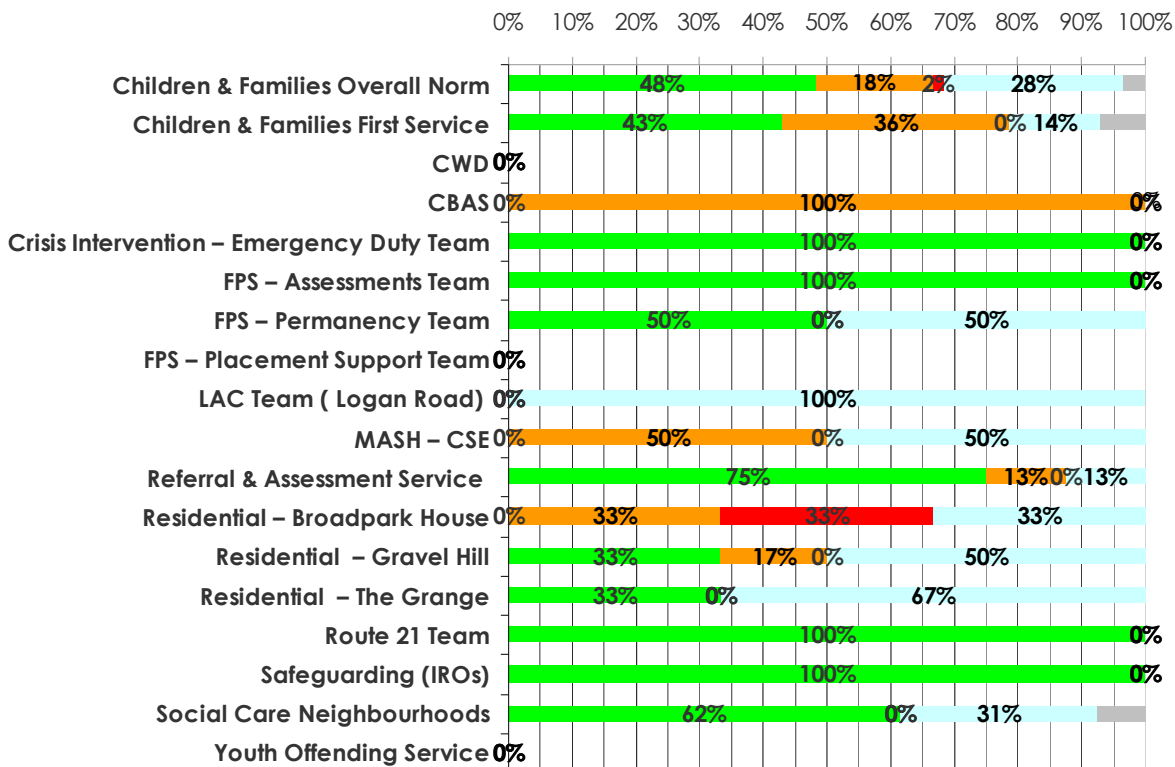 0% 10% 20% 30% 40% 50% 60% 70% 80% 90% 100%
Children & Families Overall Norm 48% 18% 2% 28%
Children & Families First Service 43% 36% 0% 14%
CWD 0%
CBAS 0% 100% 0%
Crisis Intervention – Emergency Duty Team 100% 0%
FPS – Assessments Team 100% 0%
FPS – Permanency Team 50% 0% 50%
FPS – Placement Support Team 0%
LAC Team ( Logan Road) 0% 100%
MASH – CSE 0% 50% 0% 50%
Referral & Assessment Service 75% 13% 0% 13%
Residential – Broadpark House 0% 33% 33% 33%
Residential – Gravel Hill 33% 17% 0% 50%
Residential – The Grange 33% 0% 67%
Route 21 Team 100% 0%
Safeguarding (IROs) 100% 0%
Social Care Neighbourhoods 62% 0% 31%
Youth Offending Service 0%